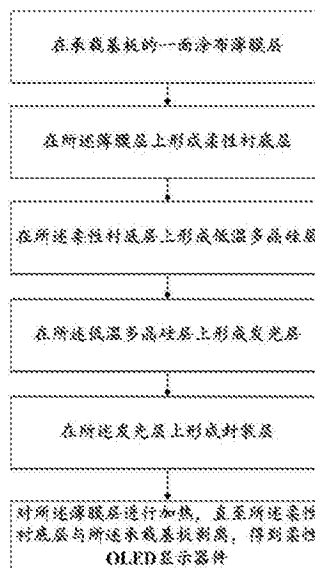 在承载基板的一面涂布薄膜层
在所述薄膜层上形成柔性衬底层
在所述柔性衬底层上形成低温多晶硅层
在所述低温多晶硅层上形成发光层
在所述发光层上形成封装层
对所述薄膜层进行加热，直至所述柔性
衬底层与所述承载基板剥离，得到柔性
OLED显示器件